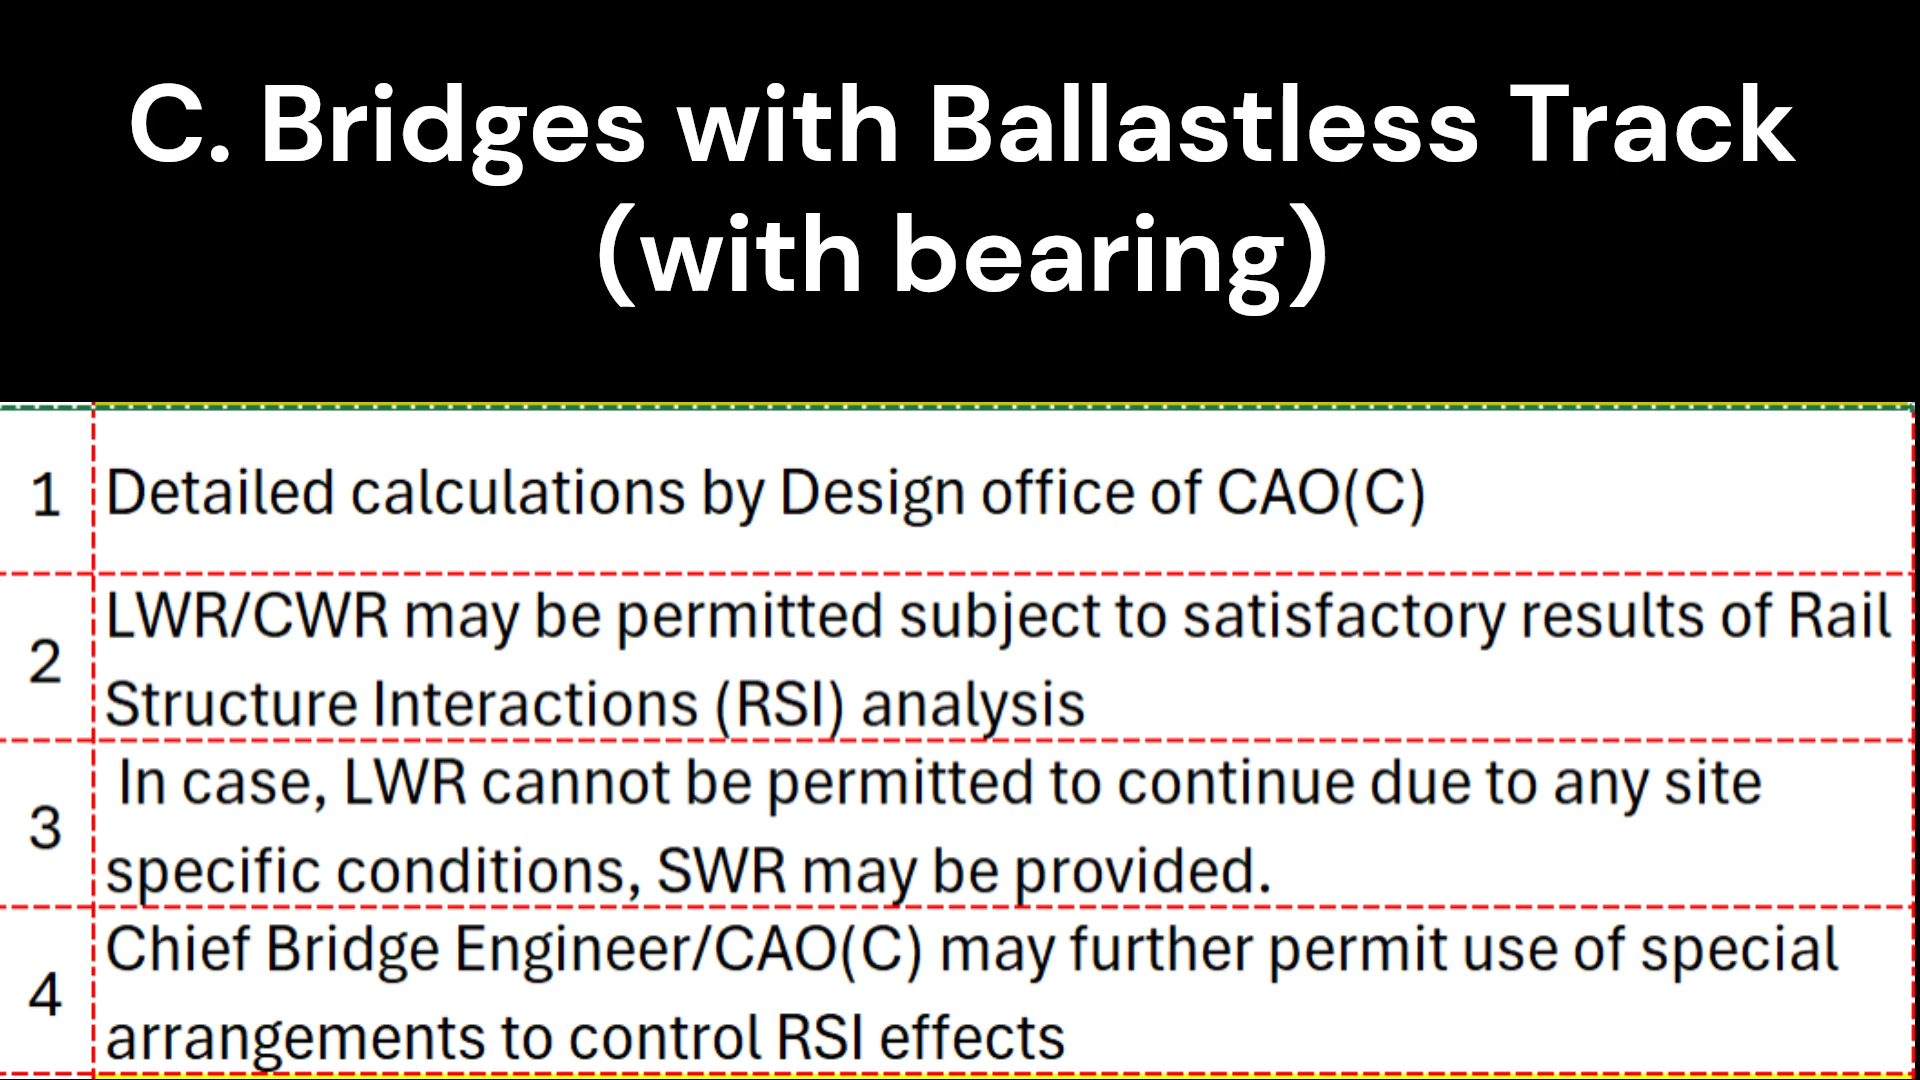 C. Bridges with Ballastless Track
(with bearing)
1 Detailed calculations by Design office of CAO(C)
2 LWR/CWR may be permitted subject to satisfactory results of Rail
Structure Interactions (RSI) analysis
3 In case, LWR cannot be permitted to continue due to any site
specific conditions, SWR may be provided.
4 Chief Bridge Engineer/CAO(C) may further permit use of special
arrangements to control RSI effects